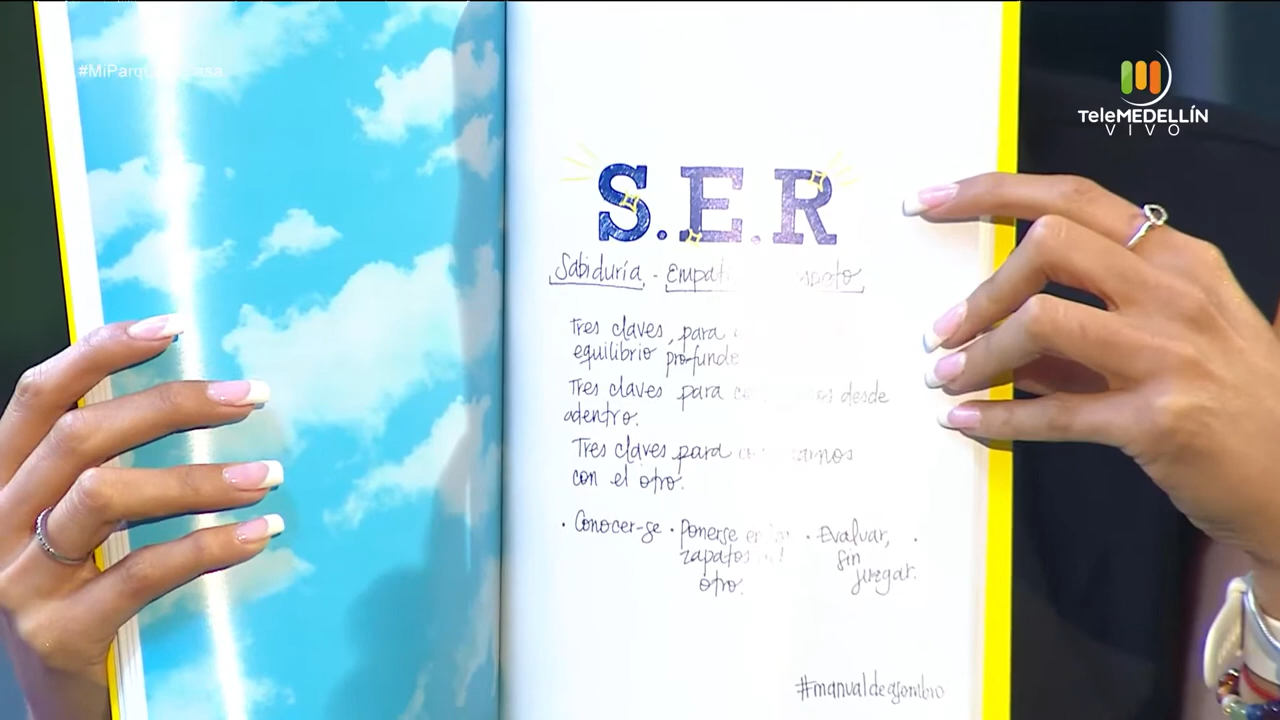 #MiParq
TeleMEDELLÍN
VIVO
S.E.R
Sabiduría - Empat
Tres claves para
equilibrio profundo
Tres claves para desde
adentro.
Tres claves para
con el otro.
· Conocer-se · Ponerse en · Evaluar, ·
zapatos sin
otro. juzgar.
#manualdeasombro